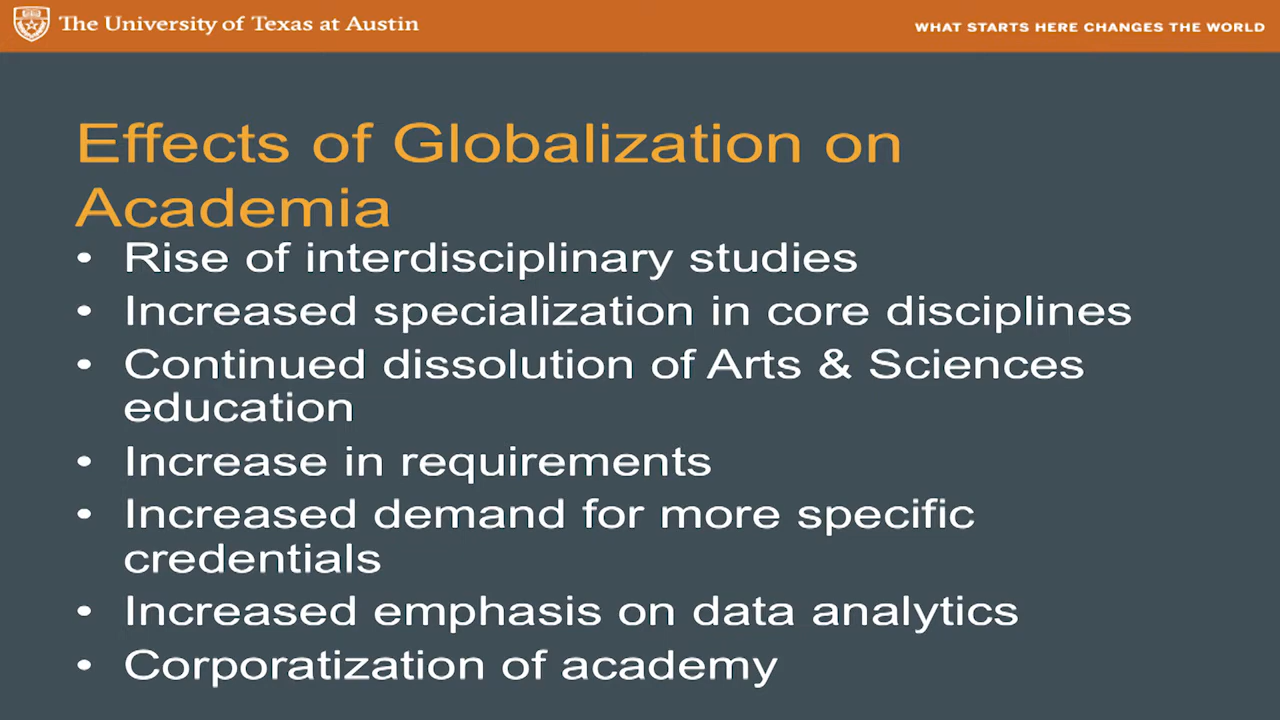 The University of Texas at Austin
WHAT STARTS HERE CHANGES THE WORLD
Effects of Globalization on
Academia
• Rise of interdisciplinary studies
• Increased specialization in core disciplines
• Continued dissolution of Arts & Sciences
education
• Increase in requirements
• Increased demand for more specific
credentials
• Increased emphasis on data analytics
• Corporatization of academy